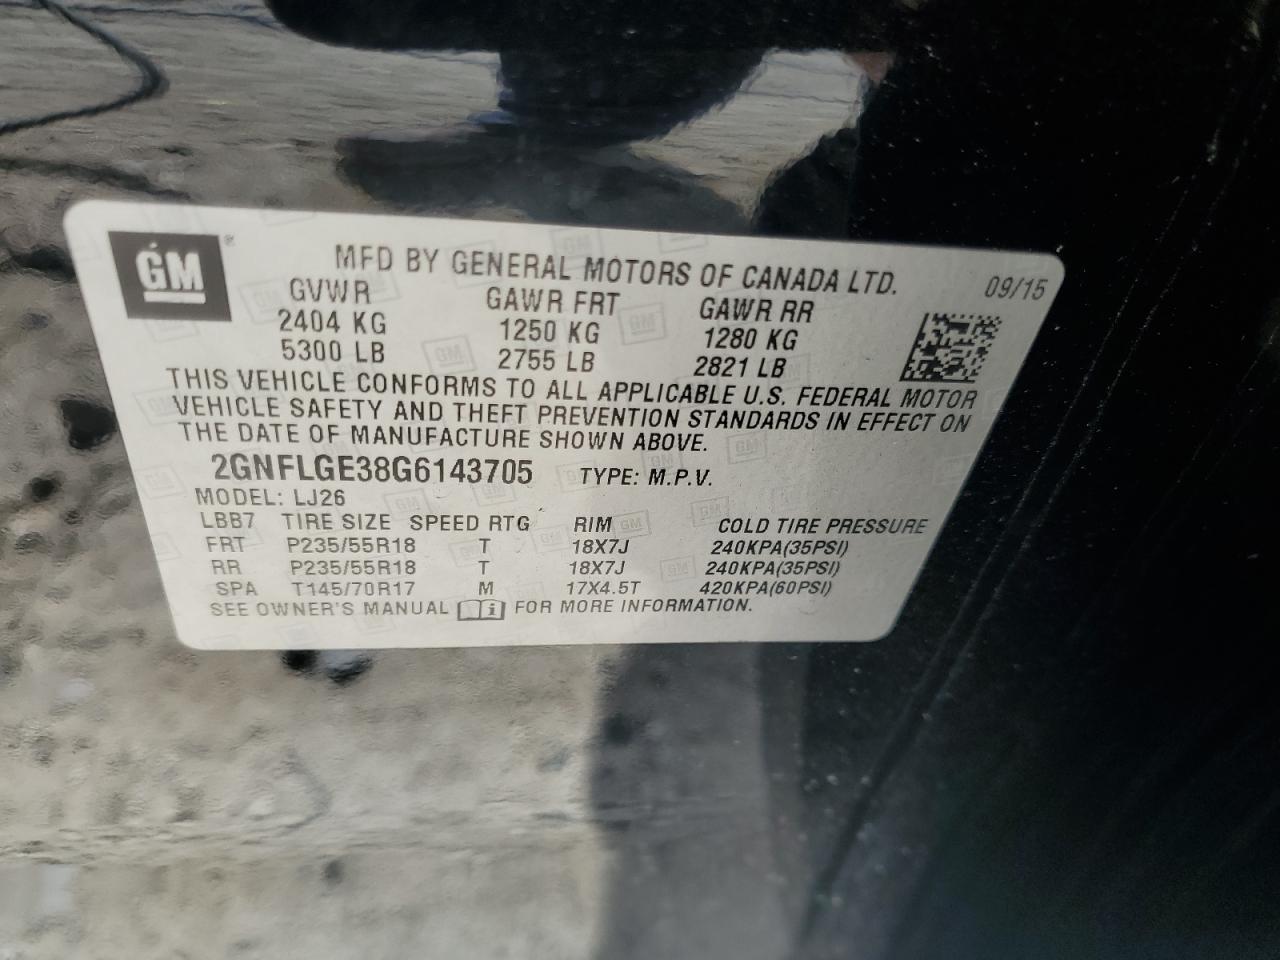 GM®
MFD BY GENERAL MOTORS OF CANADA LTD. 09/15
GVWR GAWR FRT GAWR RR
2404 KG 1250 KG 1280 KG
5300 LB 2755 LB 2821 LB
THIS VEHICLE CONFORMS TO ALL APPLICABLE U.S. FEDERAL MOTOR
VEHICLE SAFETY AND THEFT PREVENTION STANDARDS IN EFFECT ON
THE DATE OF MANUFACTURE SHOWN ABOVE.
2GNFLGE38G6143705 TYPE: M.P.V.
MODEL: LJ26
LBB7 TIRE SIZE SPEED RTG RIM COLD TIRE PRESSURE
FRT P235/55R18 T 18X7J 240KPA(35PSI)
RR P235/55R18 T 18X7J 240KPA(35PSI)
SPA T145/70R17 M 17X4.5T 420KPA(60PSI)
SEE OWNER'S MANUAL i FOR MORE INFORMATION.